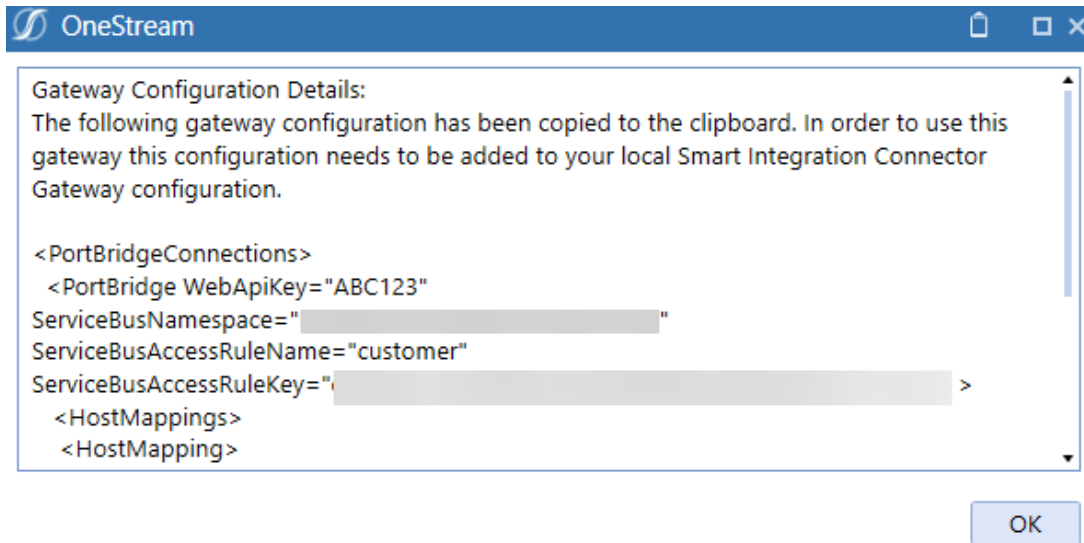 OneStream
Gateway Configuration Details:
The following gateway configuration has been copied to the clipboard. In order to use this
gateway this configuration needs to be added to your local Smart Integration Connector
Gateway configuration.
<PortBridgeConnections>
<PortBridge WebApiKey="ABC123"
ServiceBusNamespace=" "
ServiceBusAccessRuleName="customer"
ServiceBusAccessRuleKey=" >
<HostMappings>
<HostMapping>
OK